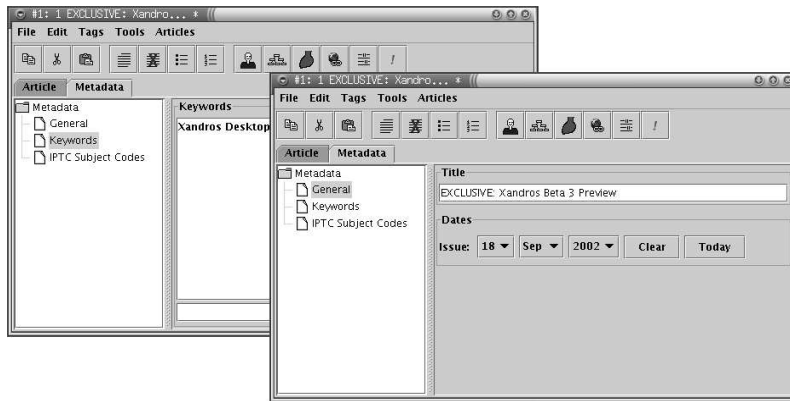 #1: 1 EXCLUSIVE: Xandro... *
File Edit Tags Tools Articles
Article Metadata
Metadata
General
Keywords
IPTC Subject Codes
Keywords
Xandros Desktop
#1: 1 EXCLUSIVE: Xandro... *
File Edit Tags Tools Articles
Article Metadata
Metadata
General
Keywords
IPTC Subject Codes
Title
EXCLUSIVE: Xandros Beta 3 Preview
Dates
Issue: 18 Sep 2002 Clear Today